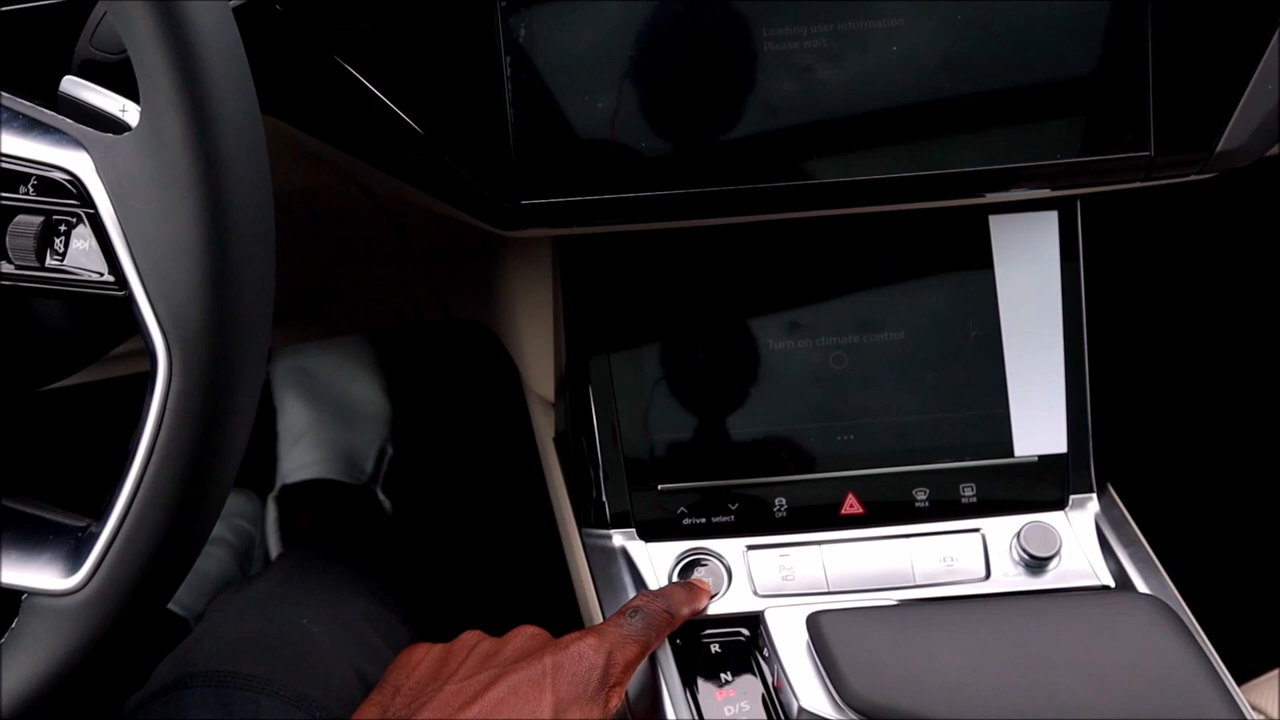 Loading user information
Please wait...
Turn on climate control
...
drive select
OFF
MAX
REAR
R
N
D/S